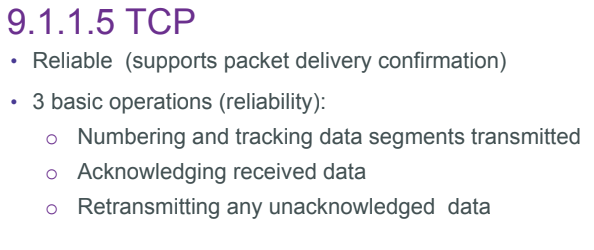 9.1.1.5 TCP
• Reliable (supports packet delivery confirmation)
• 3 basic operations (reliability):
o Numbering and tracking data segments transmitted
o Acknowledging received data
o Retransmitting any unacknowledged data